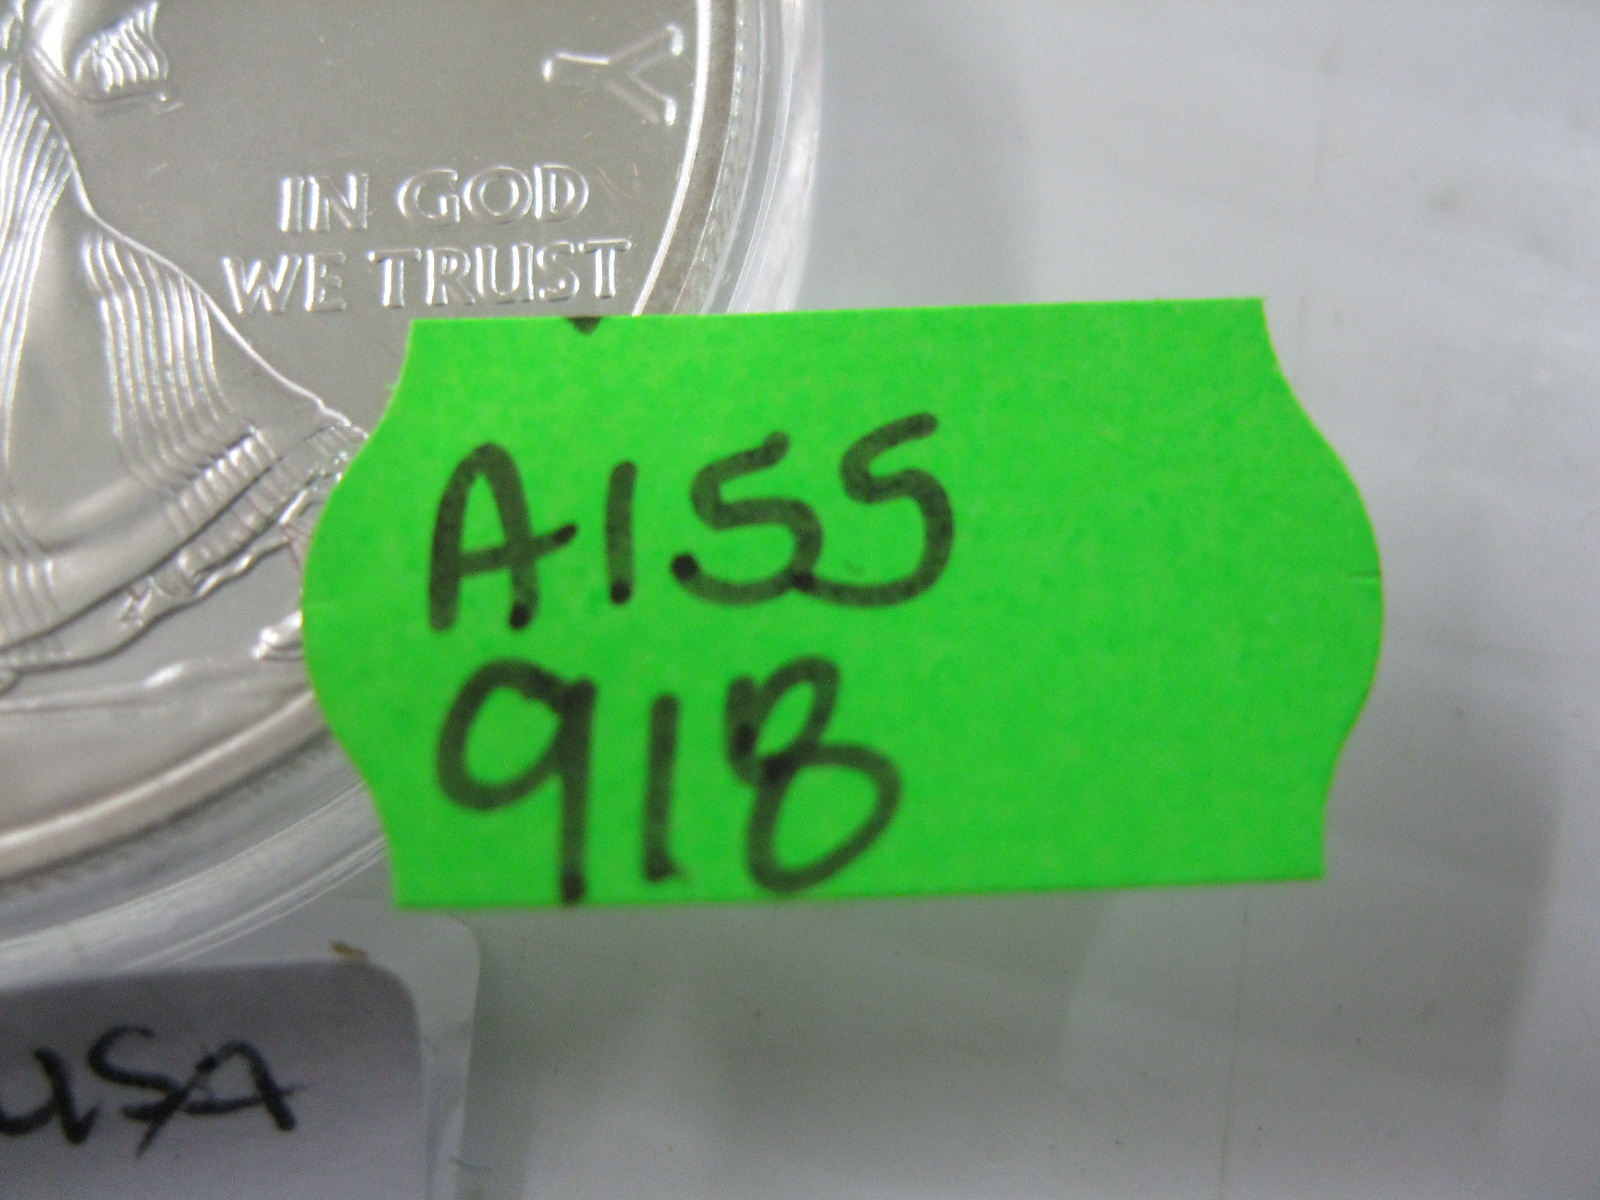 Y
IN GOD
WE TRUST
A155
918
USA